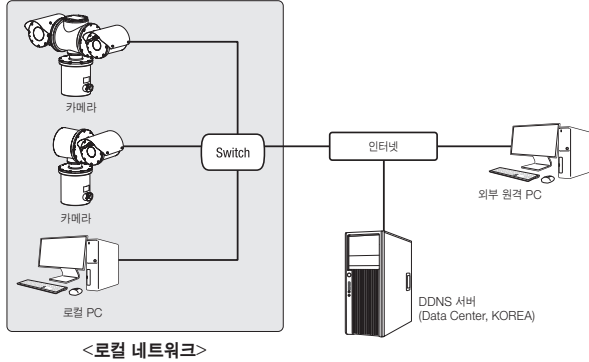 카메라
카메라
로컬 PC
Switch
인터넷
외부 원격 PC
DDNS 서버
(Data Center, KOREA)
<로컬 네트워크>